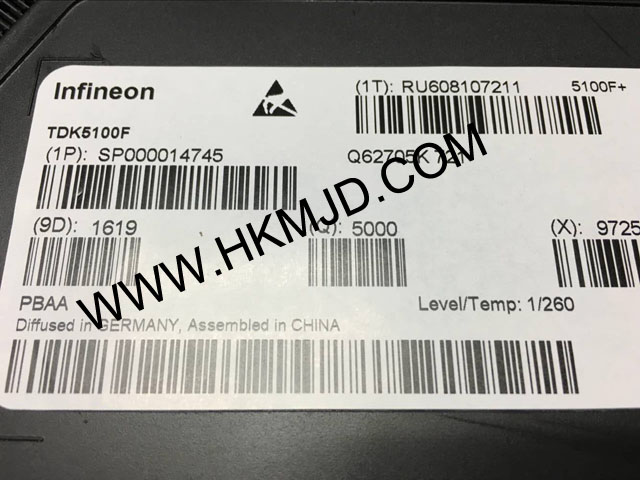 Infineon
(1T): RU608107211 5100F+
TDK5100F
(1P): SP000014745
(9D): 1619
5000
(X): 9725
WWW.HKMJD.COM
PBAA
Level/Temp: 1/260
Diffused in GERMANY, Assembled in CHINA